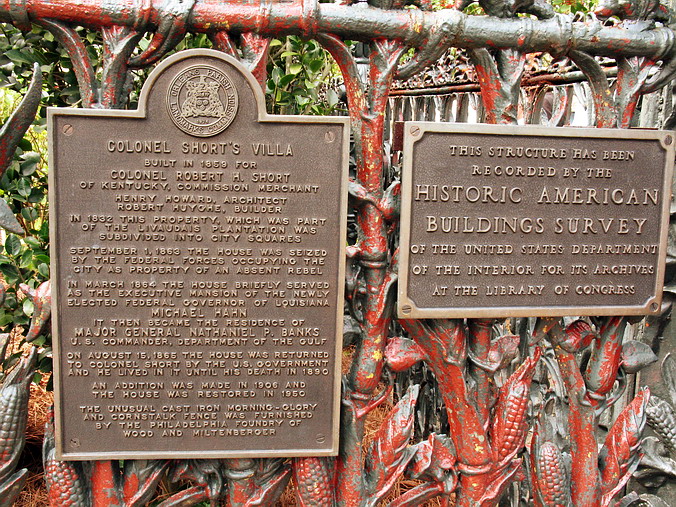 COLONEL SHORT'S VILLA
BUILT IN 1859 FOR
COLONEL ROBERT H. SHORT
OF KENTUCKY, COMMISSION MERCHANT
HENRY HOWARD, ARCHITECT
ROBERT HUYGHE, BUILDER
IN 1832 THIS PROPERTY, WHICH WAS PART
OF THE LIVAUDAIS PLANTATION WAS
SUBDIVIDED INTO CITY SQUARES
SEPTEMBER 1, 1863 THE HOUSE WAS SEIZED
BY THE FEDERAL FORCES OCCUPYING THE
CITY AS PROPERTY OF AN ABSENT REBEL
IN MARCH 1864 THE HOUSE BRIEFLY SERVED
AS THE EXECUTIVE MANSION OF THE NEWLY
ELECTED FEDERAL GOVERNOR OF LOUISIANA
MICHAEL HAHN
IT THEN BECAME THE RESIDENCE OF
MAJOR GENERAL NATHANIEL P. BANKS
U.S. COMMANDER, DEPARTMENT OF THE GULF
ON AUGUST 15, 1865 THE HOUSE WAS RETURNED
TO COLONEL SHORT BY THE U.S. GOVERNMENT
AND HE LIVED IN IT UNTIL HIS DEATH IN 1890
AN ADDITION WAS MADE IN 1906 AND
THE HOUSE WAS RESTORED IN 1950
THE UNUSUAL CAST IRON MORNING-GLORY
AND CORNSTALK FENCE WAS FURNISHED
BY THE PHILADELPHIA FOUNDRY OF
WOOD AND MILTENBERGER
THIS STRUCTURE HAS BEEN
RECORDED BY THE
HISTORIC AMERICAN
BUILDINGS SURVEY
OF THE UNITED STATES DEPARTMENT
OF THE INTERIOR FOR ITS ARCHIVES
AT THE LIBRARY OF CONGRESS